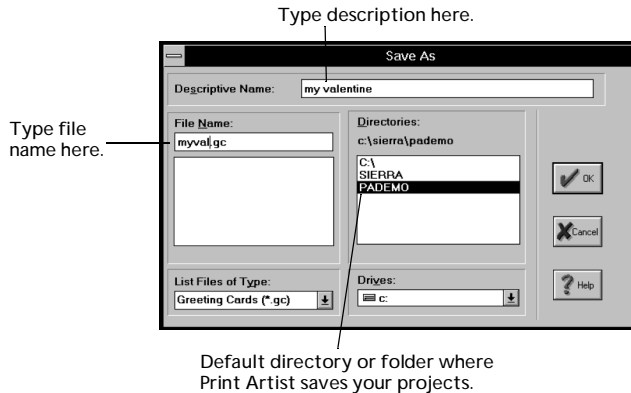 Type description here.
Save As
Descriptive Name:
my valentine
Type file
name here.
File Name:
myval.gc
Directories:
c:\sierra\pademo
C:\
SIERRA
PADEMO
OK
Cancel
Help
List Files of Type:
Greeting Cards (*.gc)
Drives:
c:
Default directory or folder where
Print Artist saves your projects.